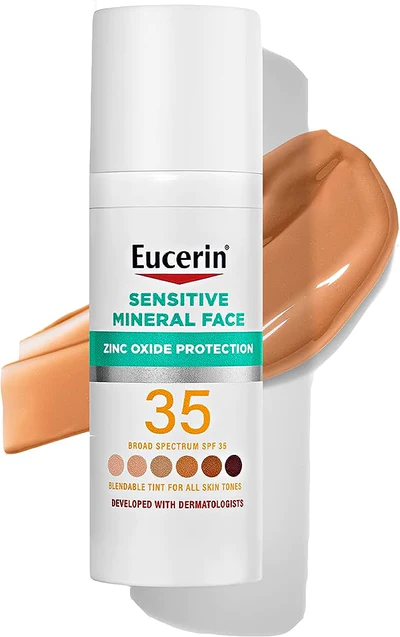 Eucerin®
SENSITIVE
MINERAL FACE
ZINC OXIDE PROTECTION
35
BROAD SPECTRUM SPF 35
BLENDABLE TINT FOR ALL SKIN TONES
DEVELOPED WITH DERMATOLOGISTS